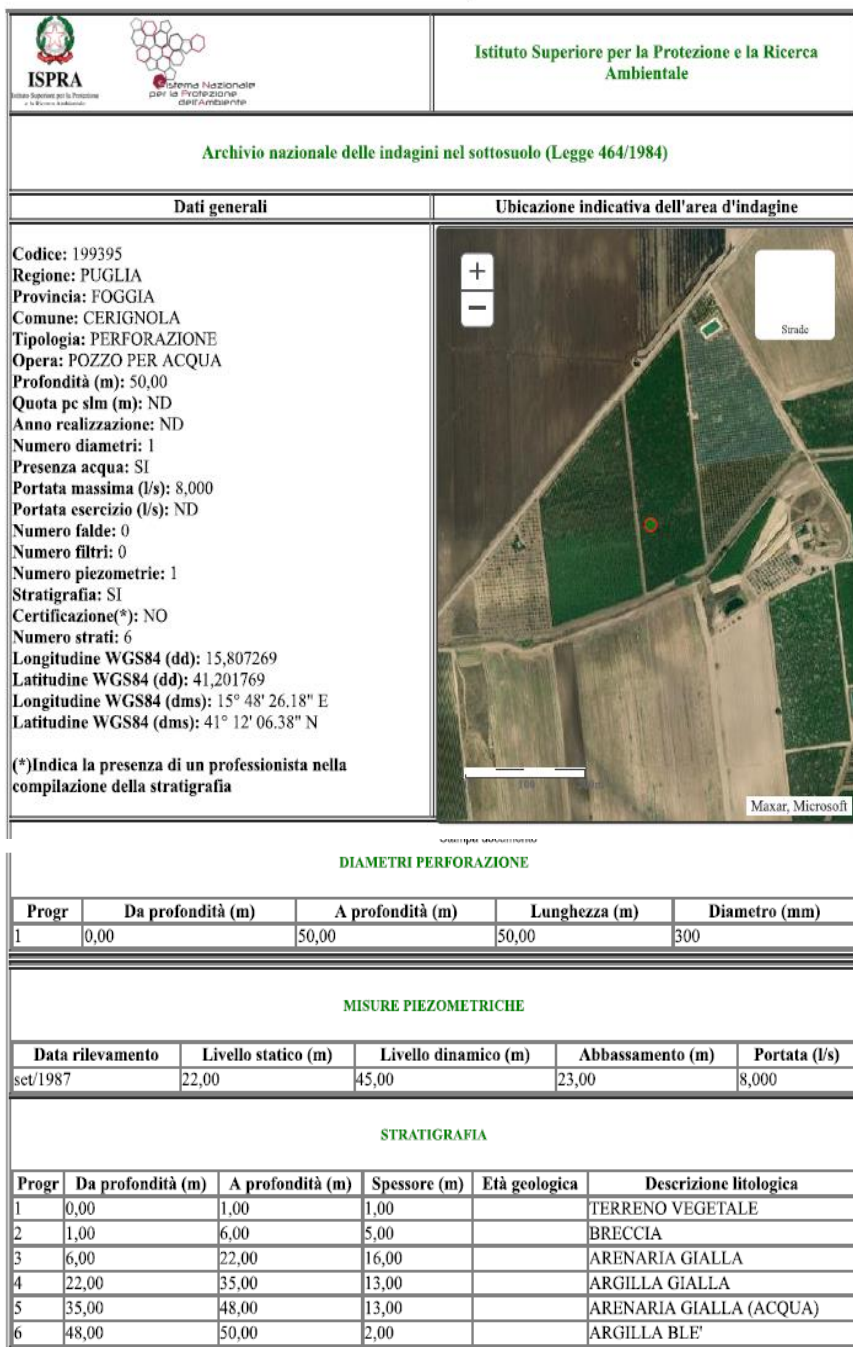 ISPRA
Istituto Superiore per la Protezione
e la Ricerca Ambientale
Sistema Nazionale
per la Protezione
dell'Ambiente
Istituto Superiore per la Protezione e la Ricerca
Ambientale
Archivio nazionale delle indagini nel sottosuolo (Legge 464/1984)
Dati generali
Ubicazione indicativa dell'area d'indagine
Codice: 199395
Regione: PUGLIA
Provincia: FOGGIA
Comune: CERIGNOLA
Tipologia: PERFORAZIONE
Opera: POZZO PER ACQUA
Profondità (m): 50,00
Quota pc slm (m): ND
Anno realizzazione: ND
Numero diametri: 1
Presenza acqua: SI
Portata massima (l/s): 8,000
Portata esercizio (l/s): ND
Numero falde: 0
Numero filtri: 0
Numero piezometrie: 1
Stratigrafia: SI
Certificazione(*): NO
Numero strati: 6
Longitudine WGS84 (dd): 15,807269
Latitudine WGS84 (dd): 41,201769
Longitudine WGS84 (dms): 15° 48' 26.18" E
Latitudine WGS84 (dms): 41° 12' 06.38" N
(*)Indica la presenza di un professionista nella
compilazione della stratigrafia
+
−
Strade
100
Maxar, Microsoft
Stampa documento
DIAMETRI PERFORAZIONE
Progr Da profondità (m) A profondità (m) Lunghezza (m) Diametro (mm)
1 0,00 50,00 50,00 300
MISURE PIEZOMETRICHE
Data rilevamento Livello statico (m) Livello dinamico (m) Abbassamento (m) Portata (l/s)
set/1987 22,00 45,00 23,00 8,000
STRATIGRAFIA
Progr Da profondità (m) A profondità (m) Spessore (m) Età geologica Descrizione litologica
1 0,00 1,00 1,00 TERRENO VEGETALE
2 1,00 6,00 5,00 BRECCIA
3 6,00 22,00 16,00 ARENARIA GIALLA
4 22,00 35,00 13,00 ARGILLA GIALLA
5 35,00 48,00 13,00 ARENARIA GIALLA (ACQUA)
6 48,00 50,00 2,00 ARGILLA BLE'